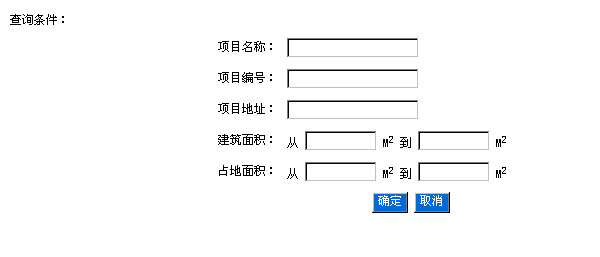 查询条件：
项目名称：
项目编号：
项目地址：
建筑面积： 从 M² 到 M²
占地面积： 从 M² 到 M²
确定 取消